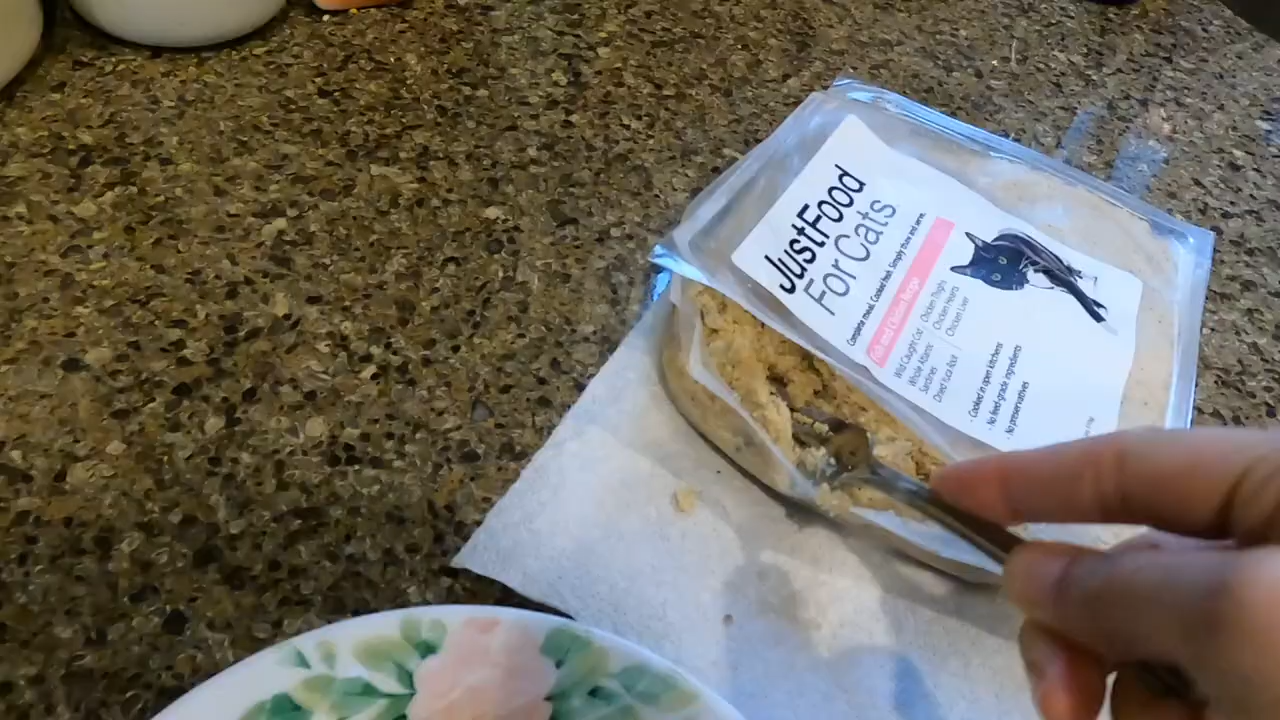 JustFood
For Cats
Complete meal. Cooked fresh. Simply thaw and serve.
Fish and Chicken Recipe
Wild Caught Cod
Whole Atlantic
Sardines
Dried Yuca Root
Chicken Thighs
Chicken Hearts
Chicken Liver
· Cooked in open kitchens
· No feed-grade ingredients
· No preservatives